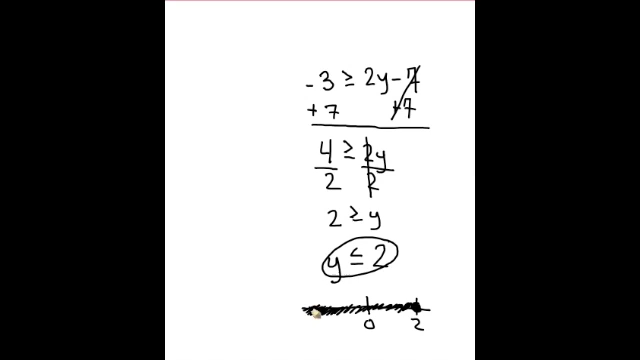 -3 ≥ 2y-7
+7 +7
4 ≥ 2y
2 2
2 ≥ y
y ≤ 2
0 2